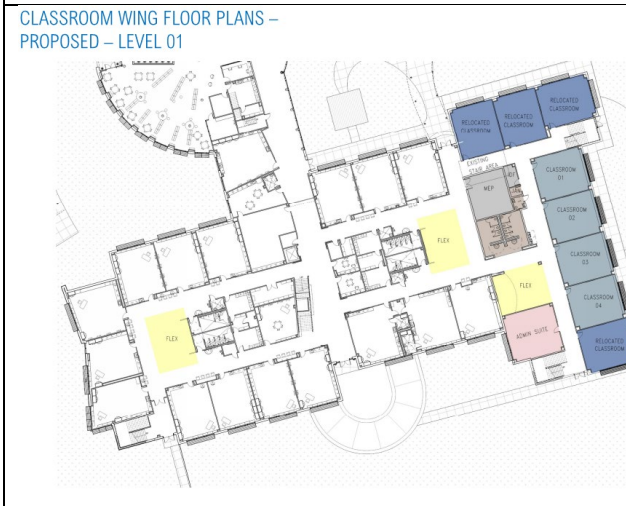 CLASSROOM WING FLOOR PLANS –
PROPOSED – LEVEL 01
RELOCATED
CLASSROOM
RELOCATED
CLASSROOM
RELOCATED
CLASSROOM
EXISTING
STAIR AREA
MEP
CLASSROOM
01
CLASSROOM
02
FLEX
CLASSROOM
03
FLEX
CLASSROOM
04
FLEX
ADMIN SUITE
RELOCATED
CLASSROOM